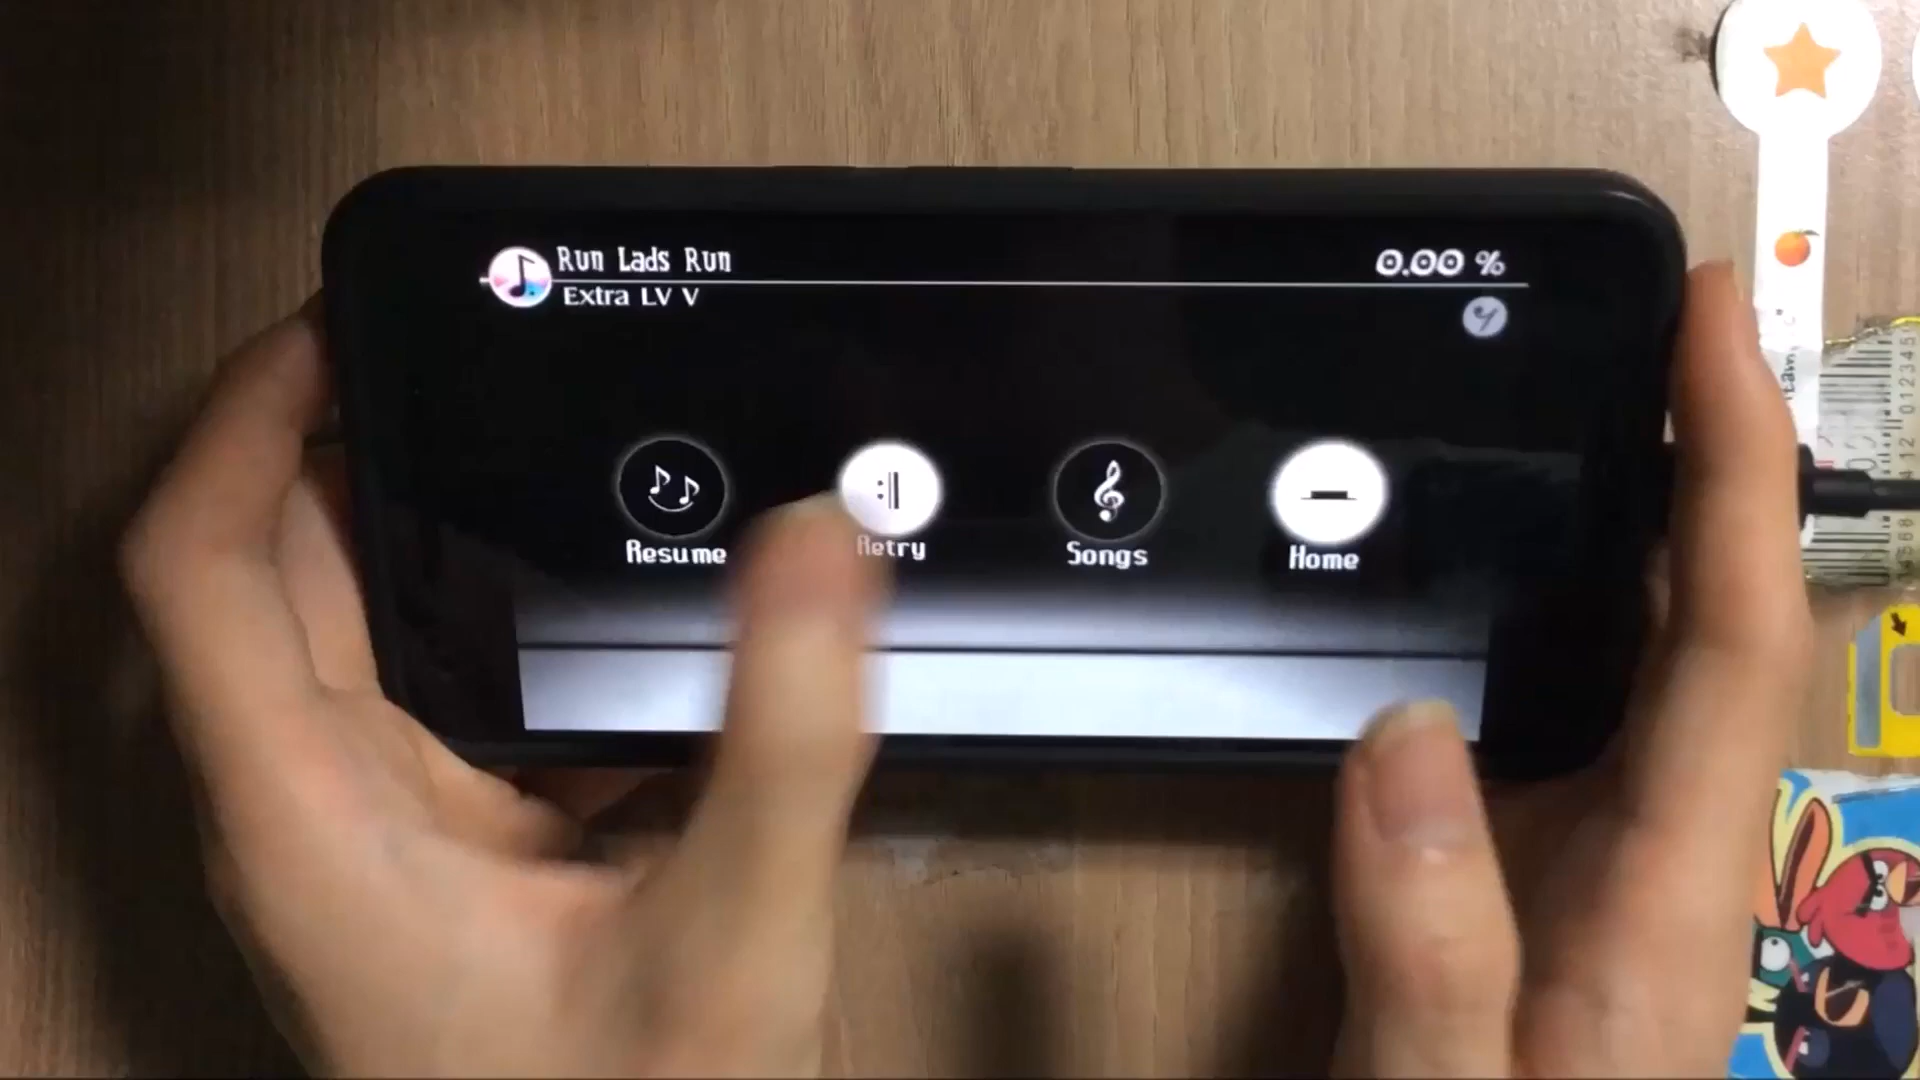 Run Lads Run
0.00 %
Extra LV V
Resume
Retry
Songs
Home